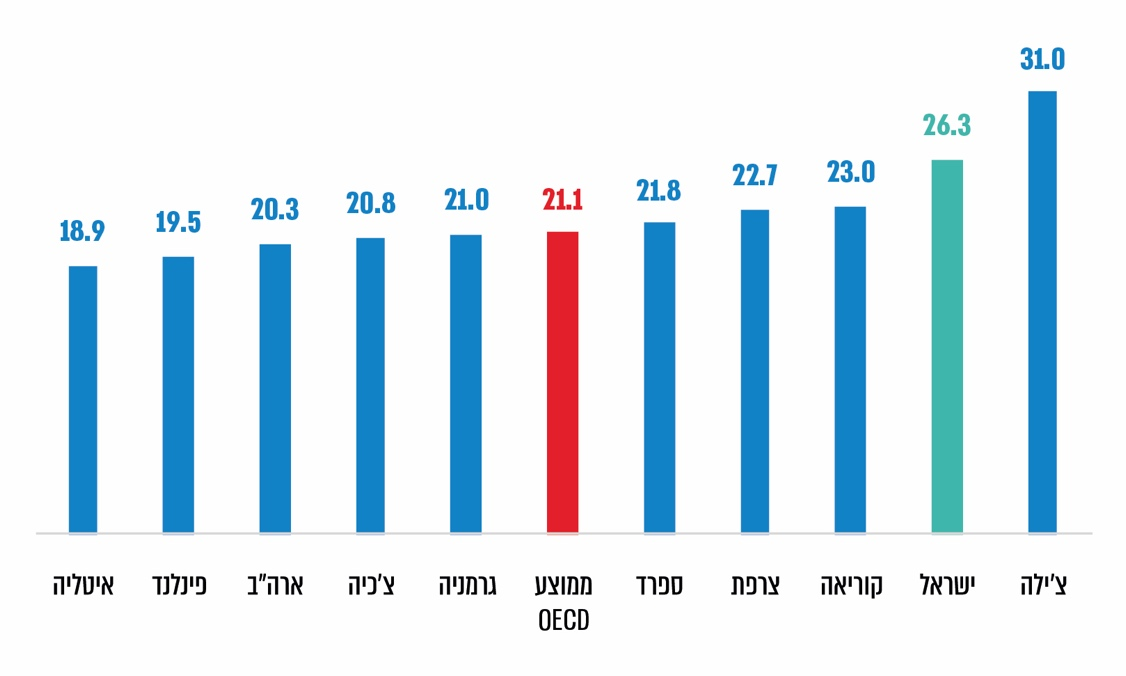 31.0
26.3
23.0
22.7
21.8
21.1
21.0
20.8
20.3
19.5
18.9
צ'ילה
ישראל
קוריאה
צרפת
ספרד
ממוצע
OECD
גרמניה
צ'כיה
ארה"ב
פינלנד
איטליה